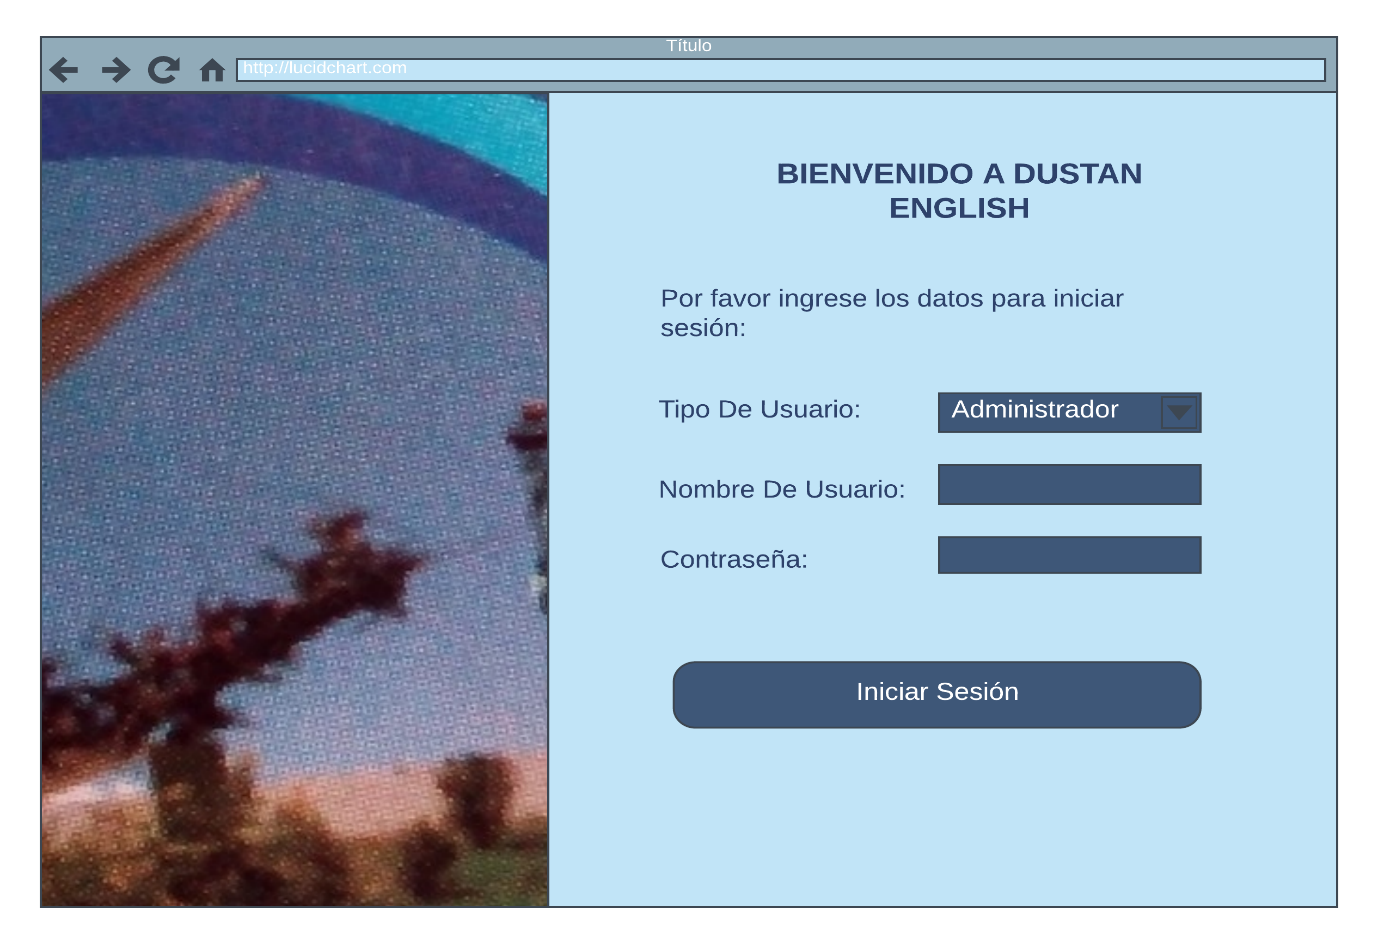 Título
http://lucidchart.com
BIENVENIDO A DUSTAN
ENGLISH
Por favor ingrese los datos para iniciar
sesión:
Tipo De Usuario:
Administrador
Nombre De Usuario:
Contraseña:
Iniciar Sesión